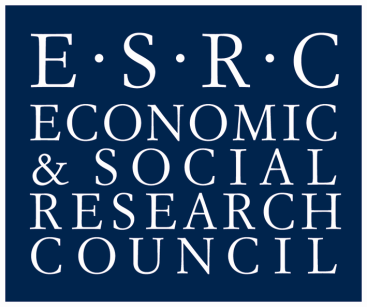 E·S·R·C
ECONOMIC
& SOCIAL
RESEARCH
COUNCIL